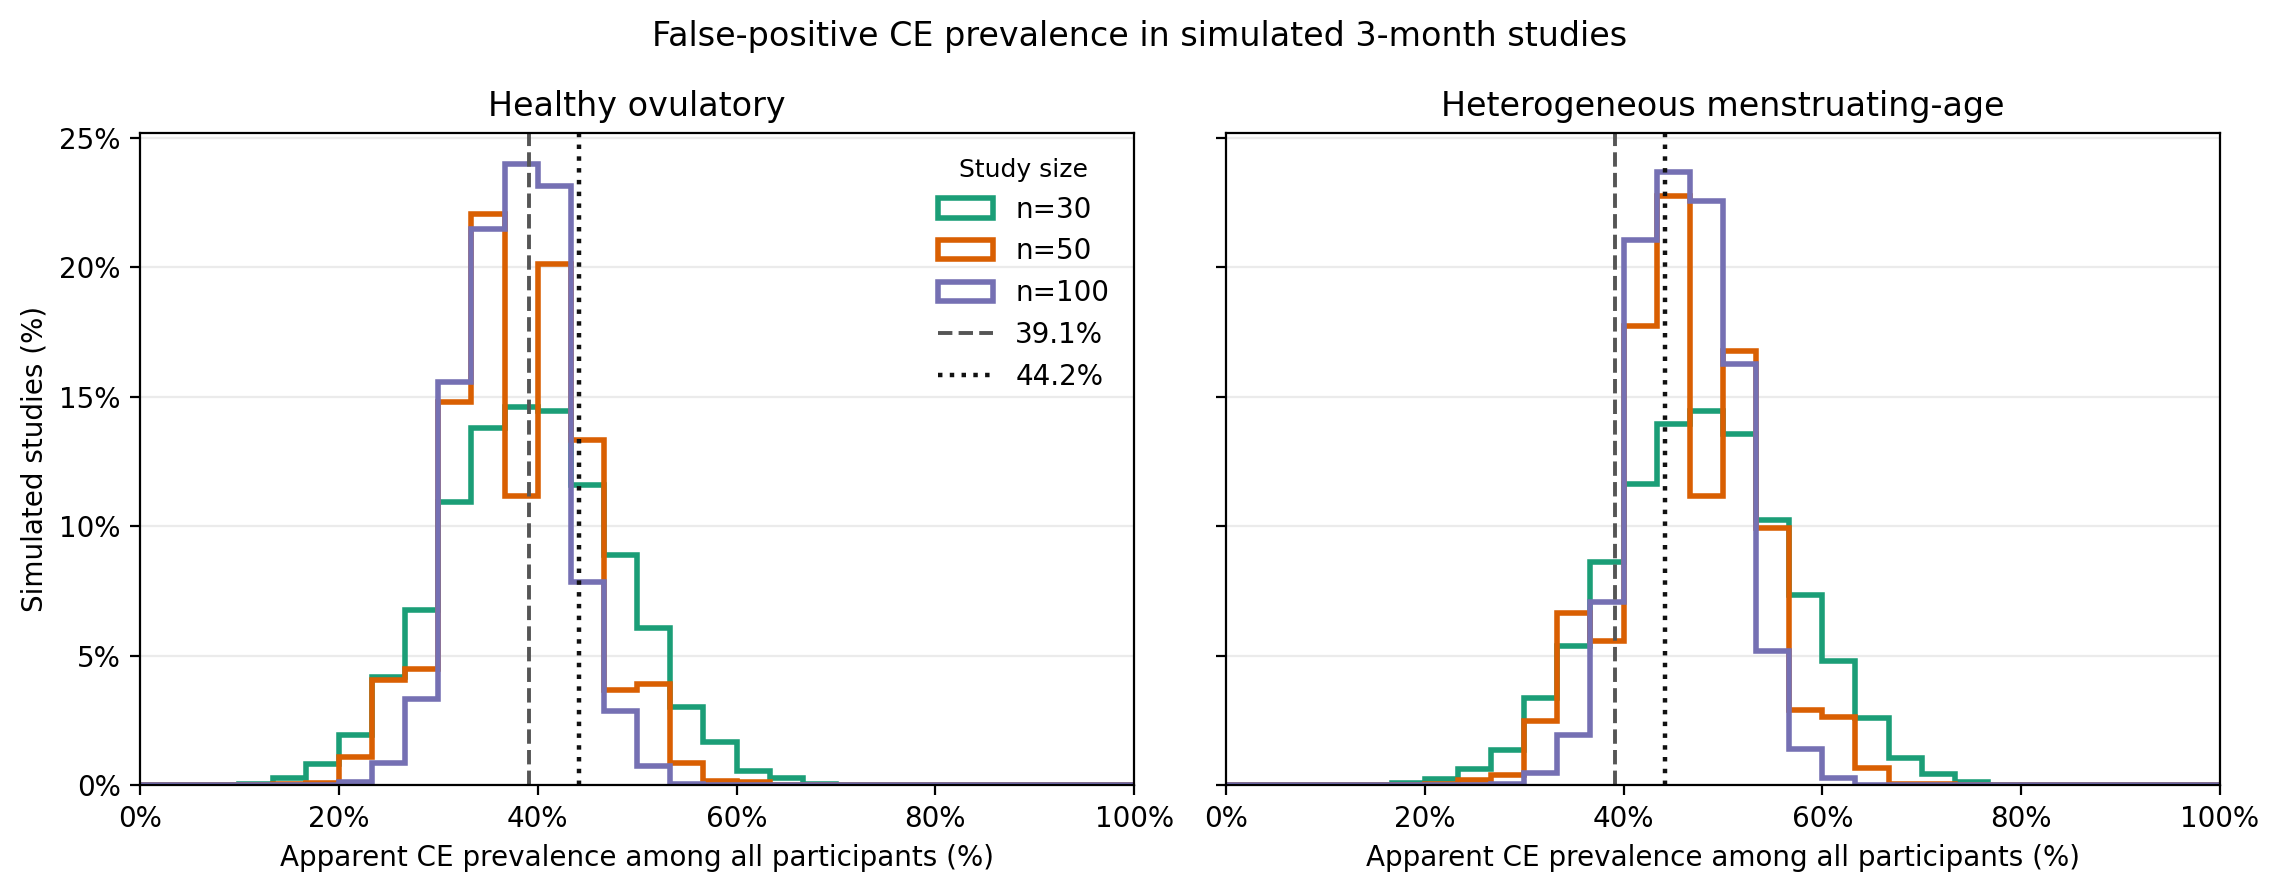 False-positive CE prevalence in simulated 3-month studies
Healthy ovulatory
Heterogeneous menstruating-age
Simulated studies (%)
25%
20%
15%
10%
5%
0%
Study size
n=30
n=50
n=100
39.1%
44.2%
0% 20% 40% 60% 80% 100%
0% 20% 40% 60% 80% 100%
Apparent CE prevalence among all participants (%)
Apparent CE prevalence among all participants (%)